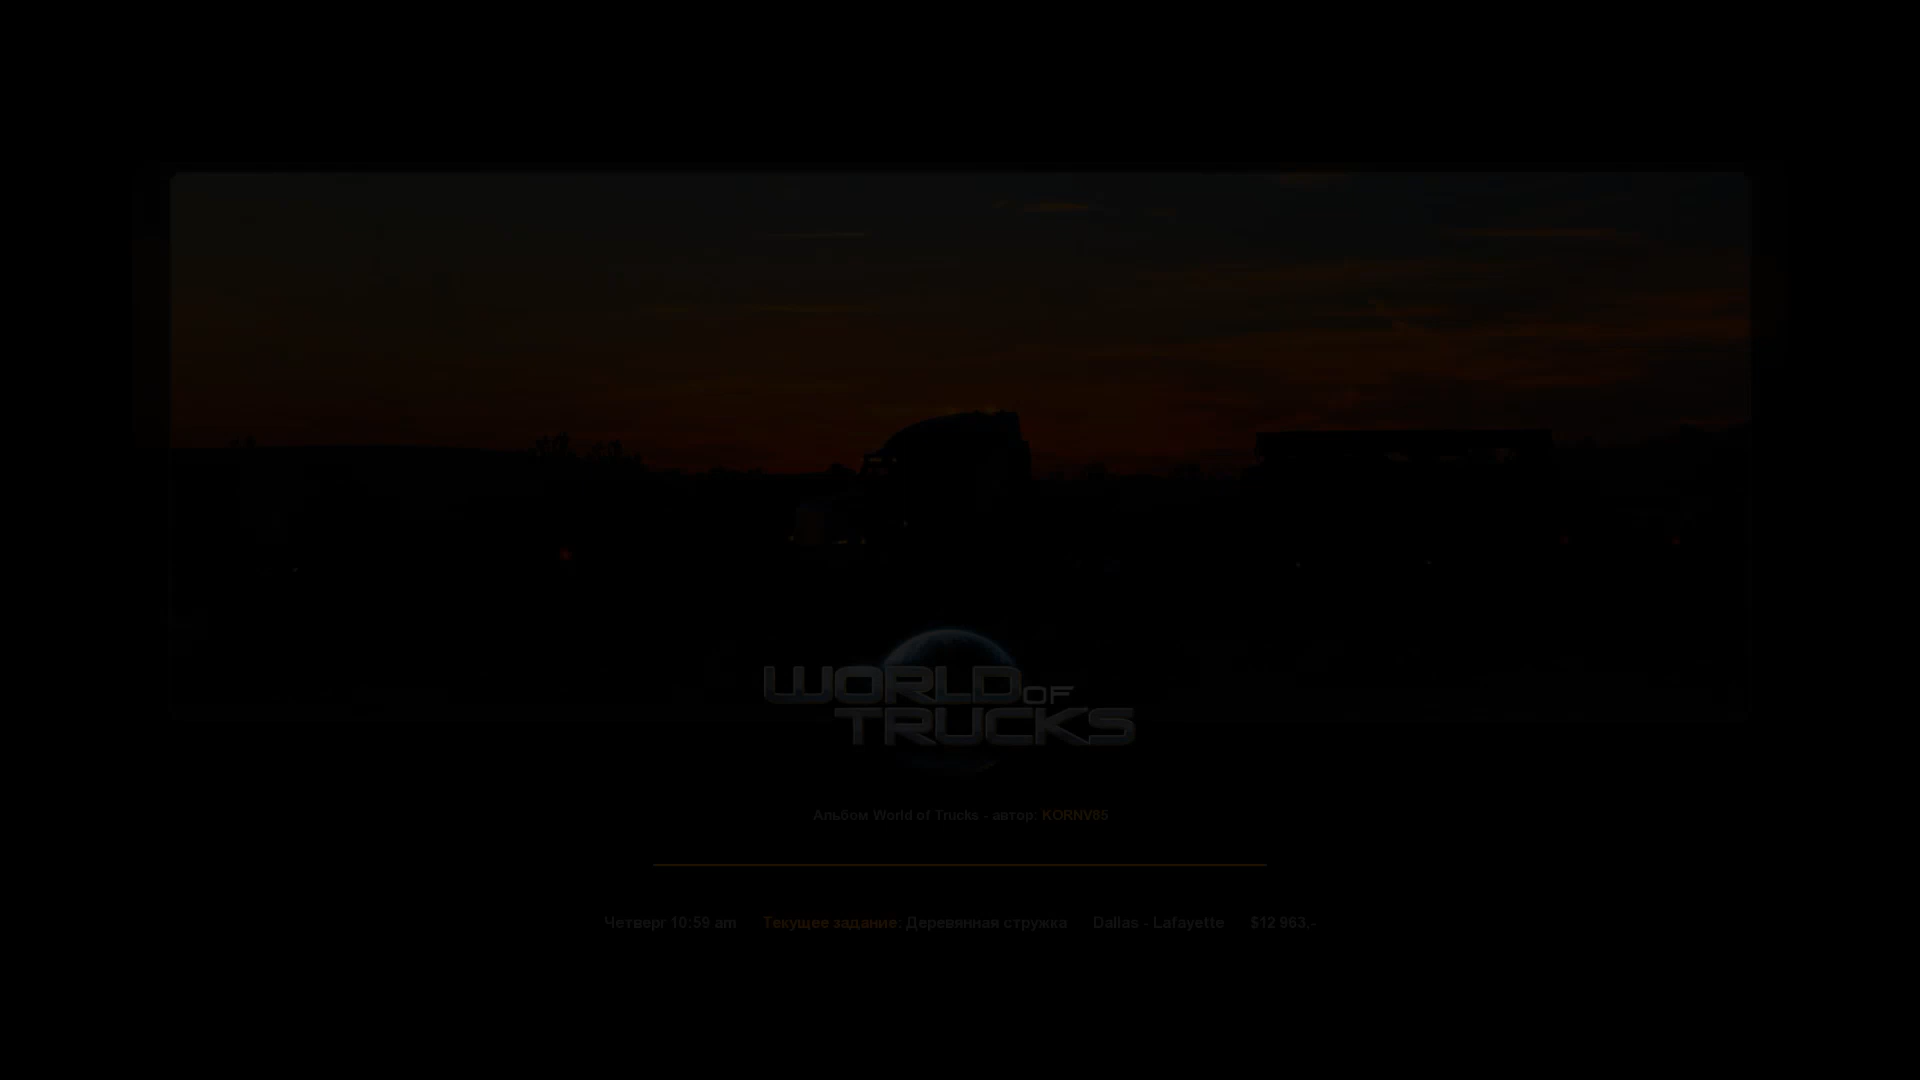 WORLD OF
TRUCKS
Альбом World of Trucks - автор: KORNV85
Четверг 10:59 am Текущее задание: Деревянная стружка Dallas - Lafayette $12 963,-